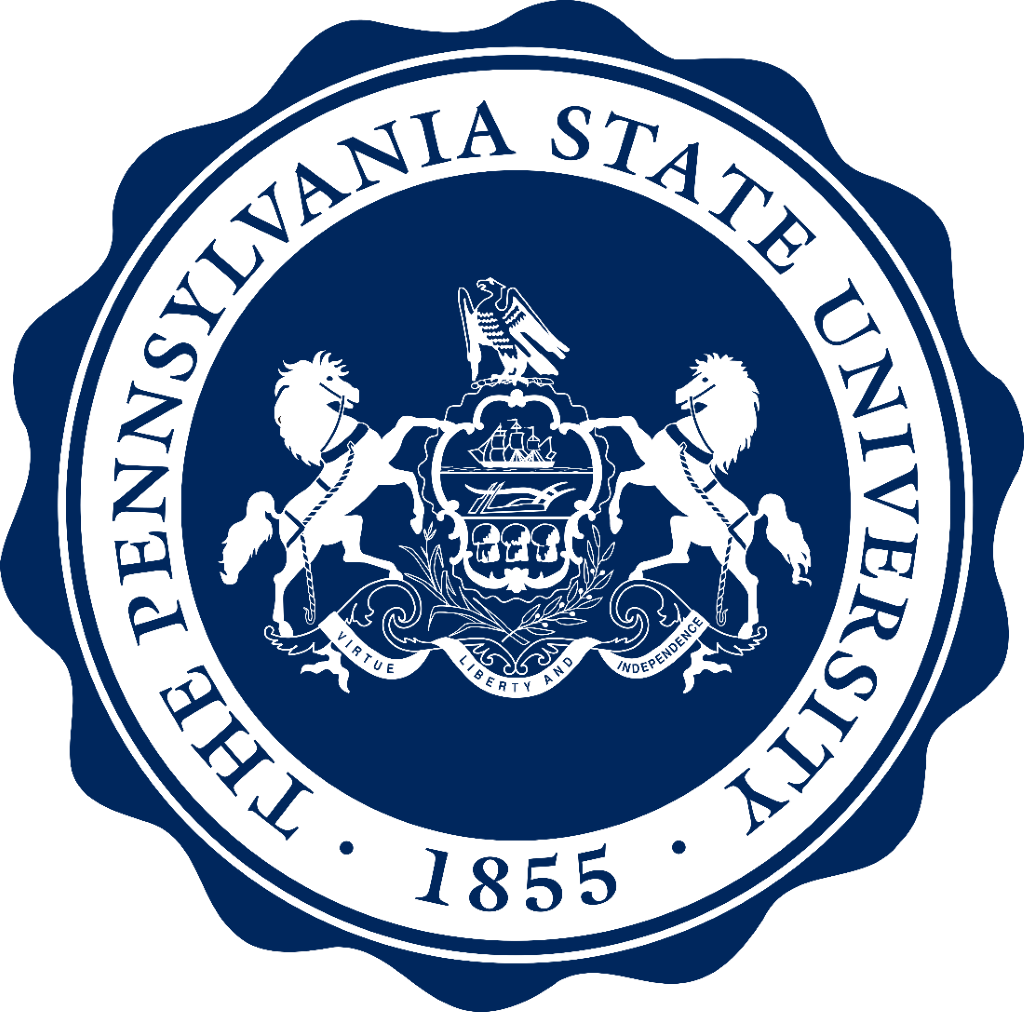 THE PENNSYLVANIA STATE UNIVERSITY
· 1855 ·
VIRTUE
LIBERTY AND
INDEPENDENCE